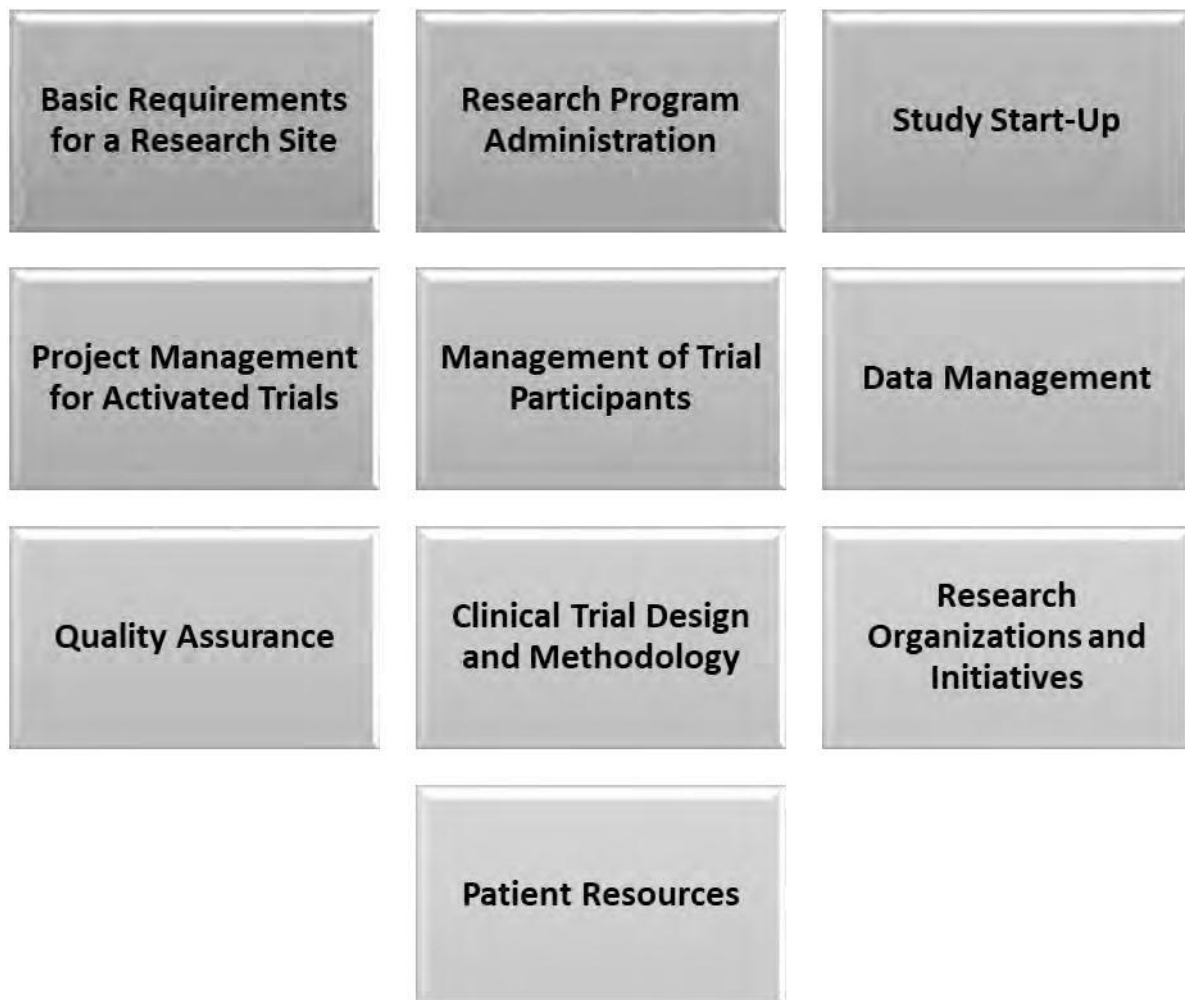 Basic Requirements
for a Research Site
Research Program
Administration
Study Start-Up
Project Management
for Activated Trials
Management of Trial
Participants
Data Management
Quality Assurance
Clinical Trial Design
and Methodology
Research
Organizations and
Initiatives
Patient Resources